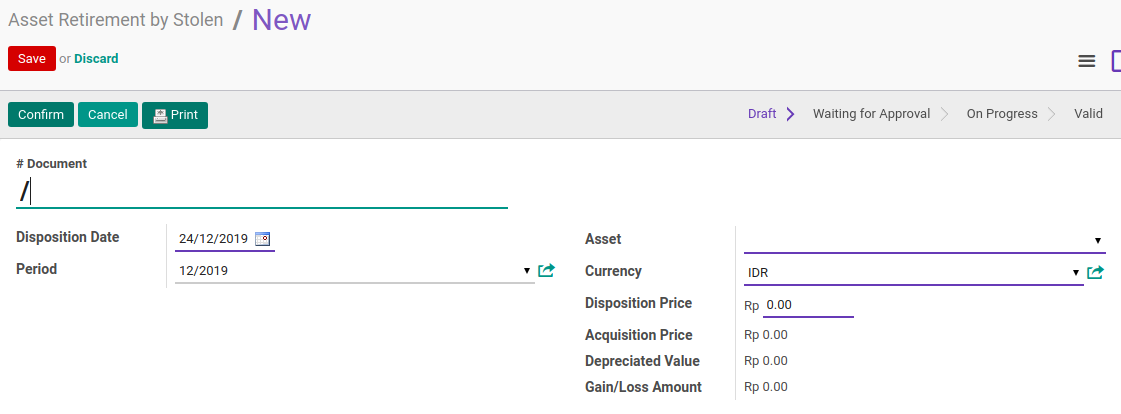 Asset Retirement by Stolen / New
Save or Discard
Confirm Cancel Print Draft Waiting for Approval On Progress Valid
# Document
/
Disposition Date 24/12/2019
Period 12/2019
Asset
Currency IDR
Disposition Price Rp 0.00
Acquisition Price Rp 0.00
Depreciated Value Rp 0.00
Gain/Loss Amount Rp 0.00